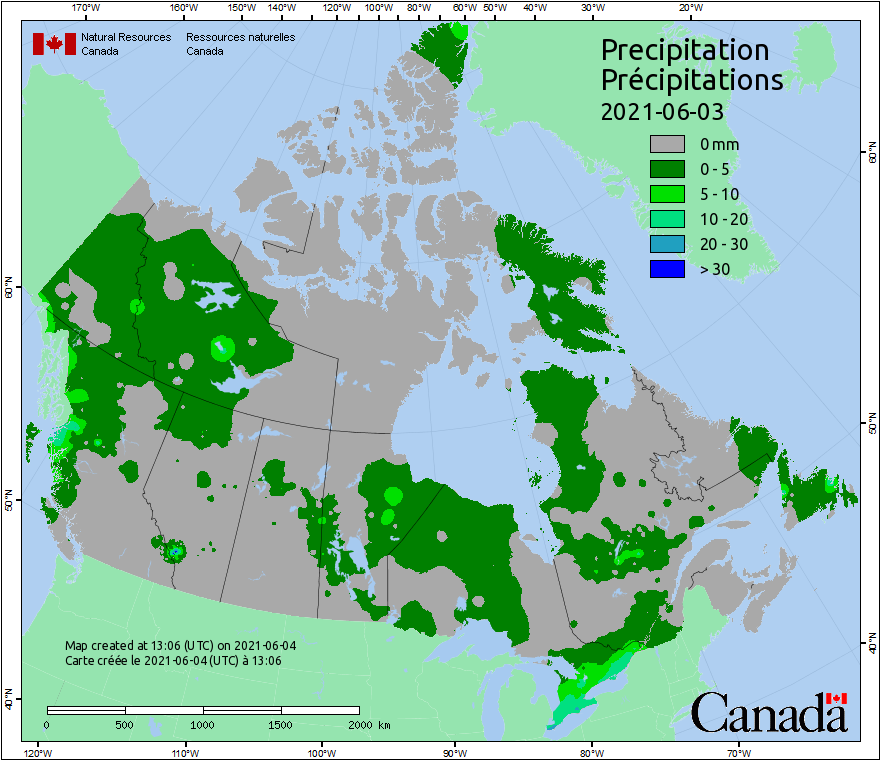 170°W 160°W 150°W 140°W 130°W 120°W 110°W 100°W 90°W 80°W 70°W 60°W 50°W 40°W 30°W 20°W
Natural Resources Canada
Ressources naturelles Canada
Precipitation
Précipitations
2021-06-03
0 mm
0 - 5
5 - 10
10 - 20
20 - 30
> 30
60°N
50°N
40°N
60°N
50°N
40°N
Map created at 13:06 (UTC) on 2021-06-04
Carte créée le 2021-06-04 (UTC) à 13:06
0 500 1000 1500 2000 km
Canada
120°W 110°W 100°W 90°W 80°W 70°W